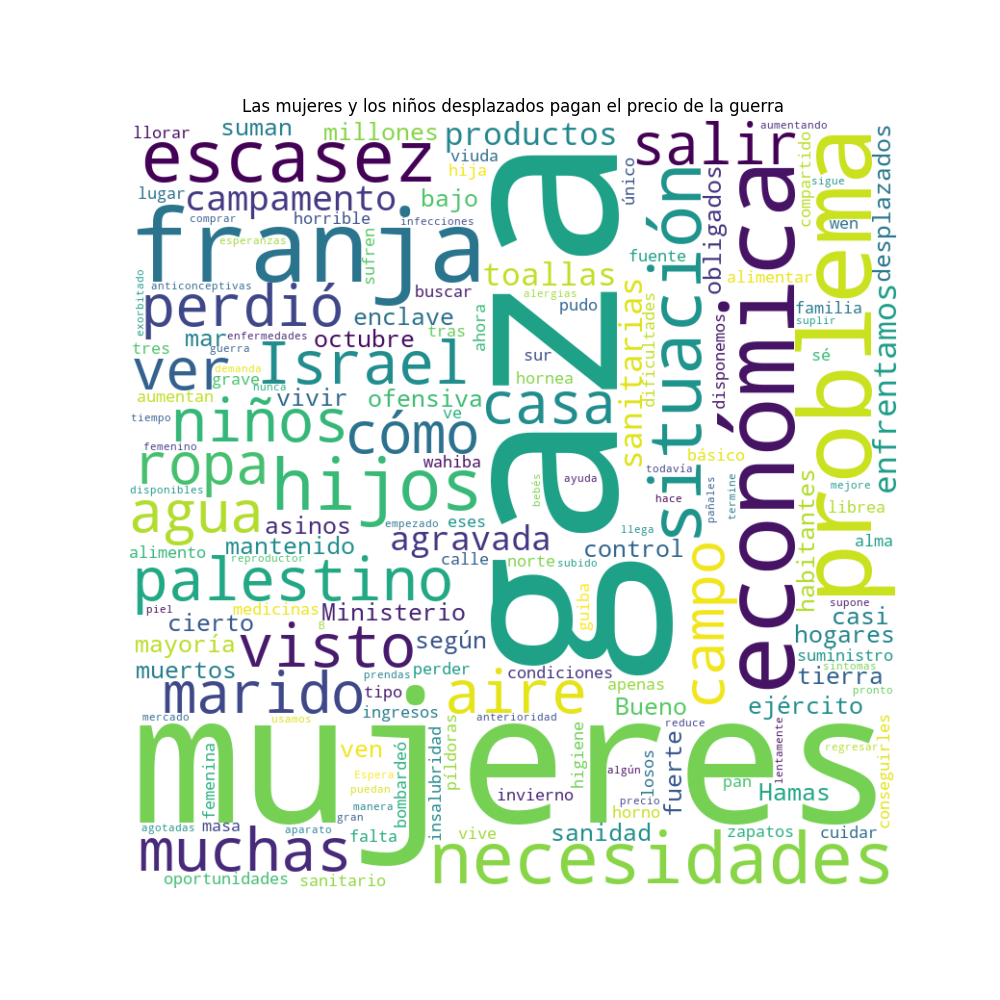 Las mujeres y los niños desplazados pagan el precio de la guerra
llorar
suman
millones
productos
salir
aumentando
escasez
viuda
hija
único
compartido
problema
desplazados
lugar
campamento
bajo
gaza
situación
obligados
económica
sigue
comprar
horrible
infecciones
wen
franja
esperanzas
sufren
fuente
toallas
alimentar
exorbitado
anticonceptivas
buscar
alergias
sanitarias
dificultades
perdió
enclave
ahora
pudo
familia
suplir
mar
enfermedades
octubre
tras
disponemos
tres
guerra
ver
Israel
sur
sé
demanda
grave
nunca
hornea
enfrentamos
aumentan
vivir
ofensiva
casa
tiempo
niños
ve
cómo
femenino
ropa
hijos
wahiba
básico
todavía
mejore
disponibles
bebés
ayuda
hace
pañales
termine
agua
asinos
empezado
eses
llega
habitantes
librea
alimento
mantenido
agravada
control
alma
reproductor
calle
norte
subido
campo
palestino
medicinas
Ministerio
guiba
piel
supone
cierto
B
casi
mayoría
visto
según
hogares
muertos
perder
condiciones
suministro
síntomas
tierra
marido
tipo
prendas
aire
apenas
pronto
ingresos
Bueno
ejército
mercado
usamos
anterioridad
reduce
mujeres
femenina
ven
bombardeó
insalubridad
píldoras
higiene
losos
fuerte
lentamente
regresar
conseguirles
Espera
algún
puedan
pan
Hamas
manera
invierno
precio
gran
horno
agotadas
masa
aparato
falta
vive
sanidad
zapatos
cuidar
muchas
necesidades
oportunidades
sanitario